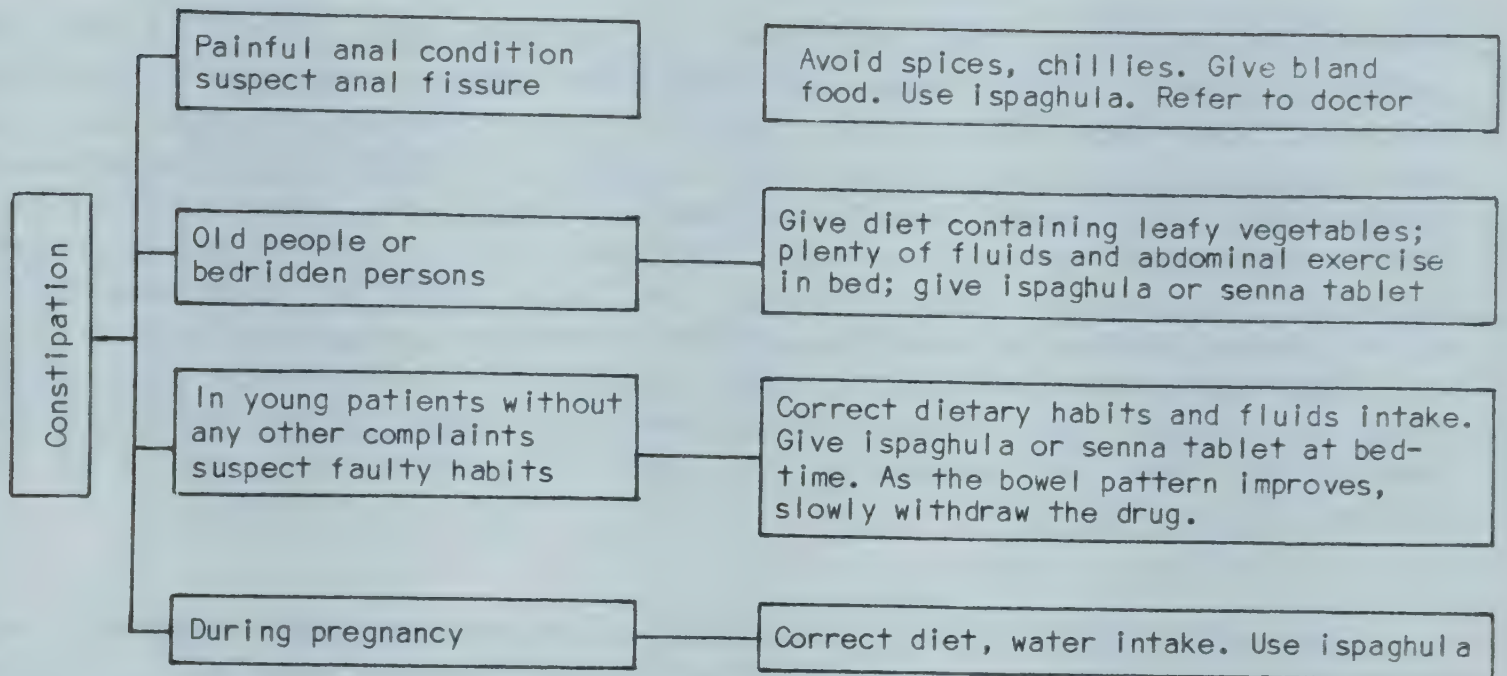 Constipation
Painful anal condition
suspect anal fissure
Avoid spices, chillies. Give bland
food. Use ispaghula. Refer to doctor
Old people or
bedridden persons
Give diet containing leafy vegetables;
plenty of fluids and abdominal exercise
in bed; give ispaghula or senna tablet
In young patients without
any other complaints
suspect faulty habits
Correct dietary habits and fluids intake.
Give ispaghula or senna tablet at bed-
time. As the bowel pattern improves,
slowly withdraw the drug.
During pregnancy
Correct diet, water intake. Use ispaghula